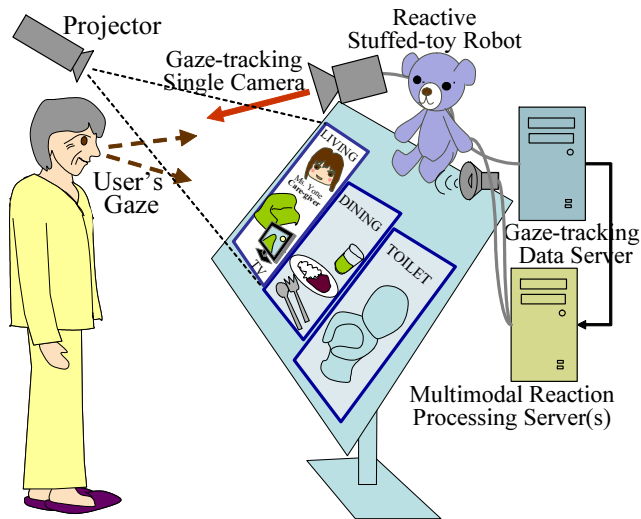 Projector
Reactive
Stuffed-toy Robot
Gaze-tracking
Single Camera
User's
Gaze
LIVING
Ms. Yone
Care-giver
TV
DINING
TOILET
Gaze-tracking
Data Server
Multimodal Reaction
Processing Server(s)